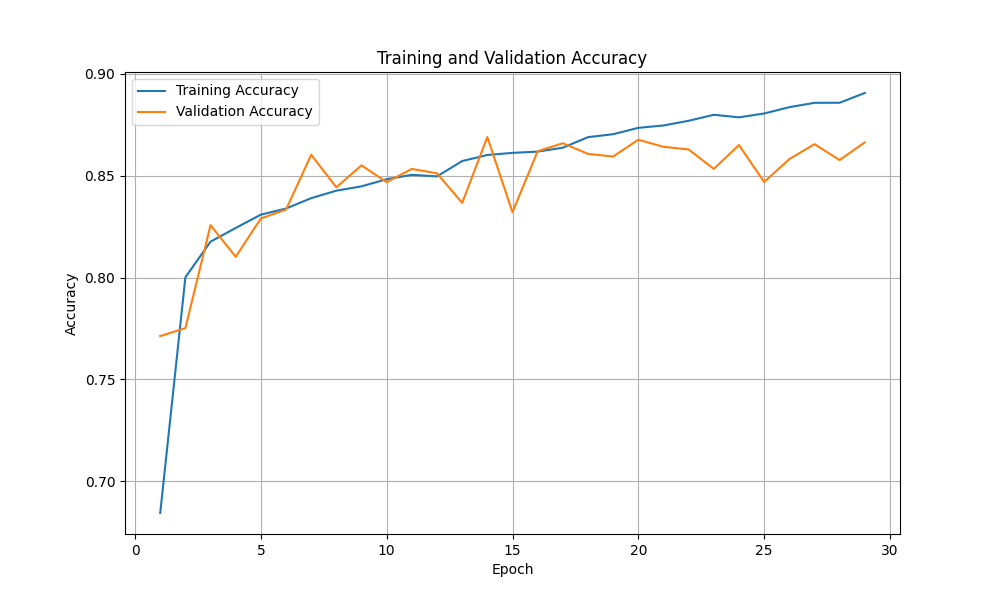 Training and Validation Accuracy
Training Accuracy
Validation Accuracy
0.90
0.85
0.80
0.75
0.70
Accuracy
0 5 10 15 20 25 30
Epoch